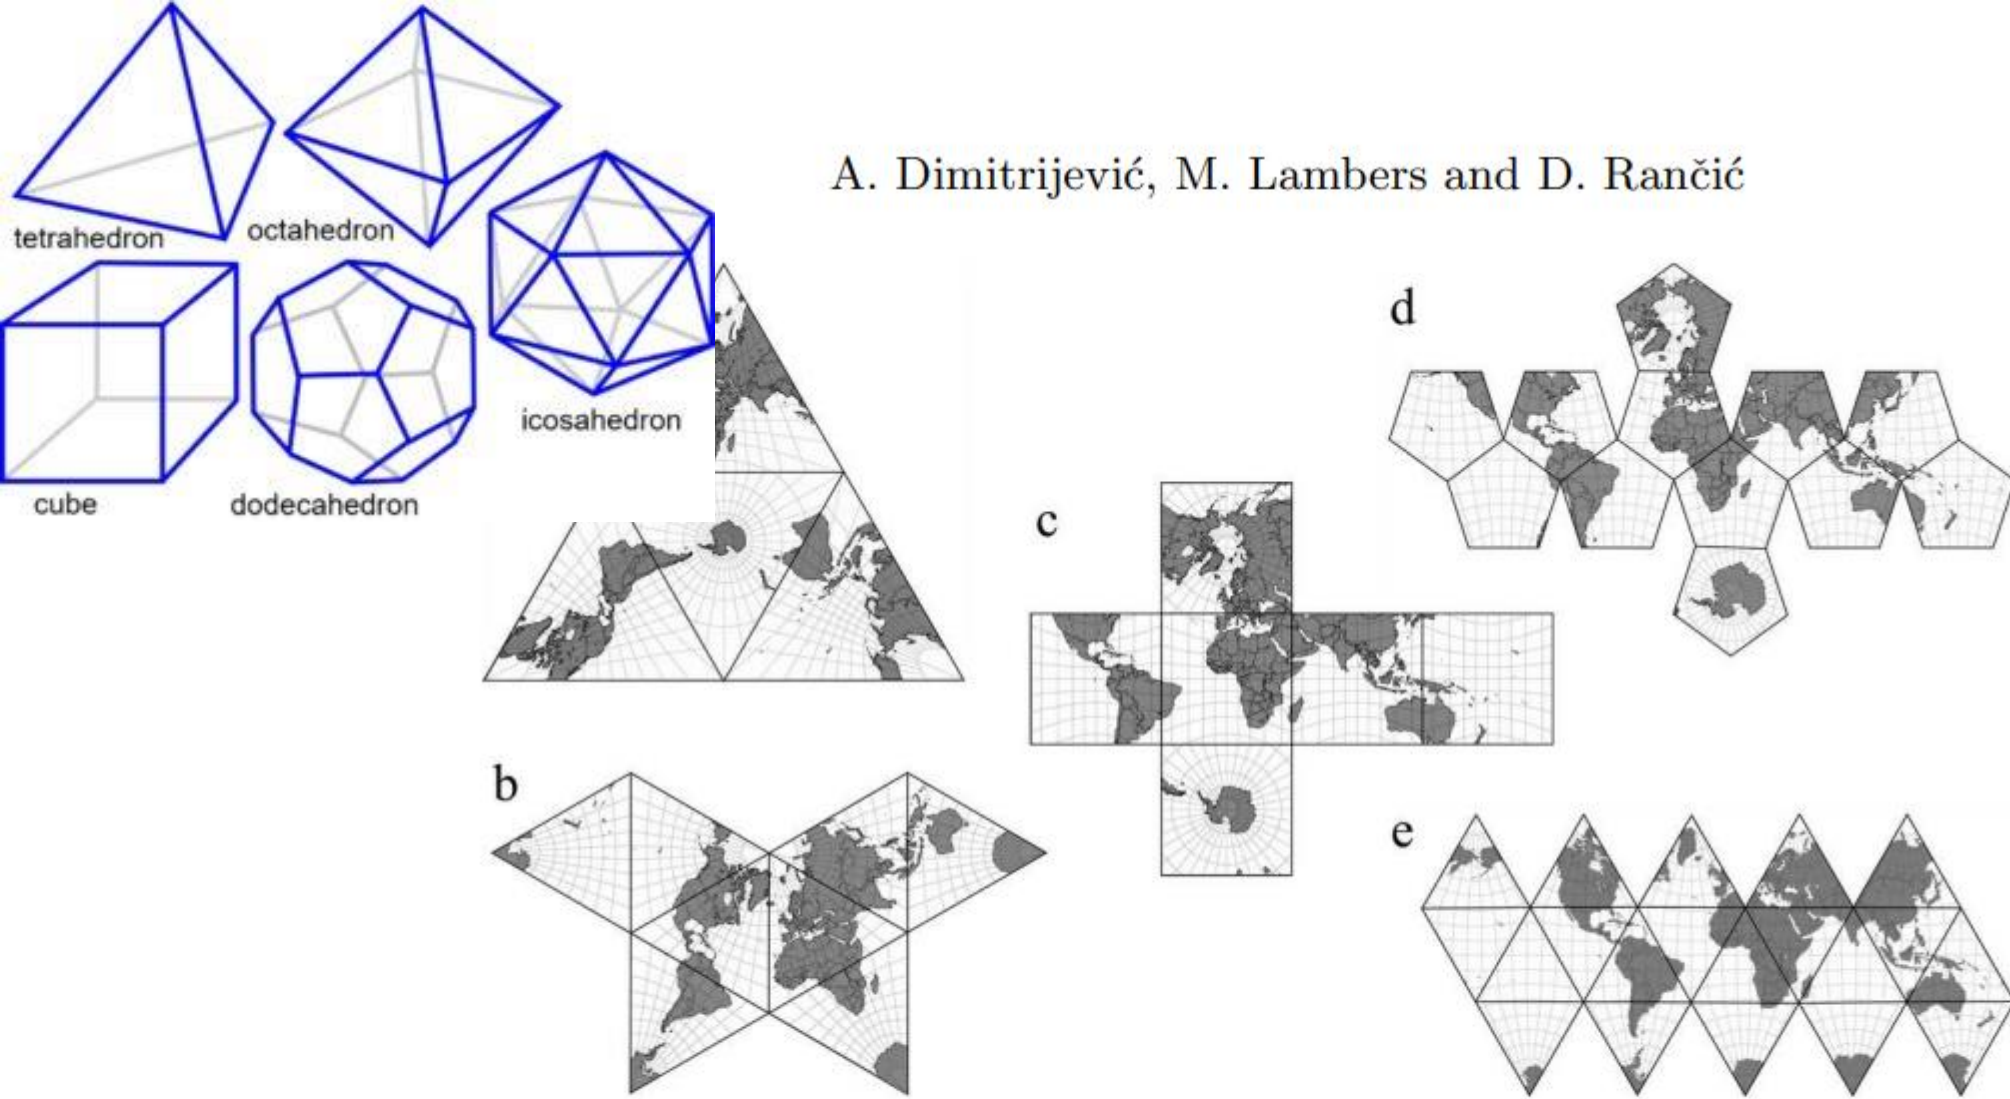 A. Dimitrijević, M. Lambers and D. Rančić
tetrahedron
octahedron
icosahedron
cube
dodecahedron
b
c
d
e